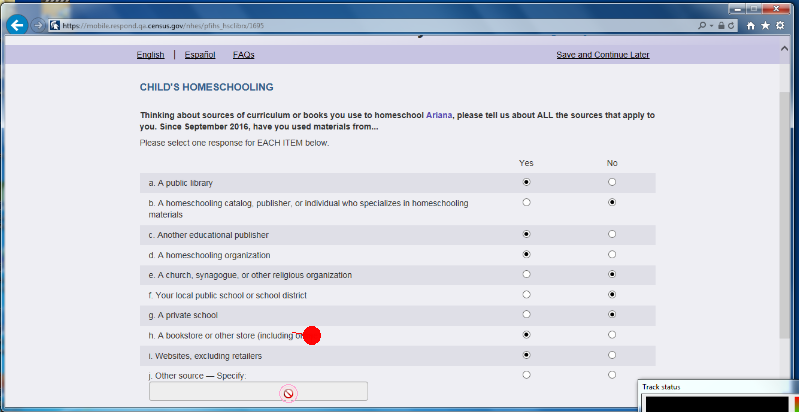 https://mobile.respond.qa.census.gov/nhes/pfihs_hsclibra/1695
English | Español FAQs Save and Continue Later
CHILD'S HOMESCHOOLING
Thinking about sources of curriculum or books you use to homeschool Ariana, please tell us about ALL the sources that apply to
you. Since September 2016, have you used materials from...
Please select one response for EACH ITEM below.
Yes No
a. A public library
b. A homeschooling catalog, publisher, or individual who specializes in homeschooling
materials
c. Another educational publisher
d. A homeschooling organization
e. A church, synagogue, or other religious organization
f. Your local public school or school district
g. A private school
h. A bookstore or other store (including
i. Websites, excluding retailers
j. Other source — Specify:
Track status